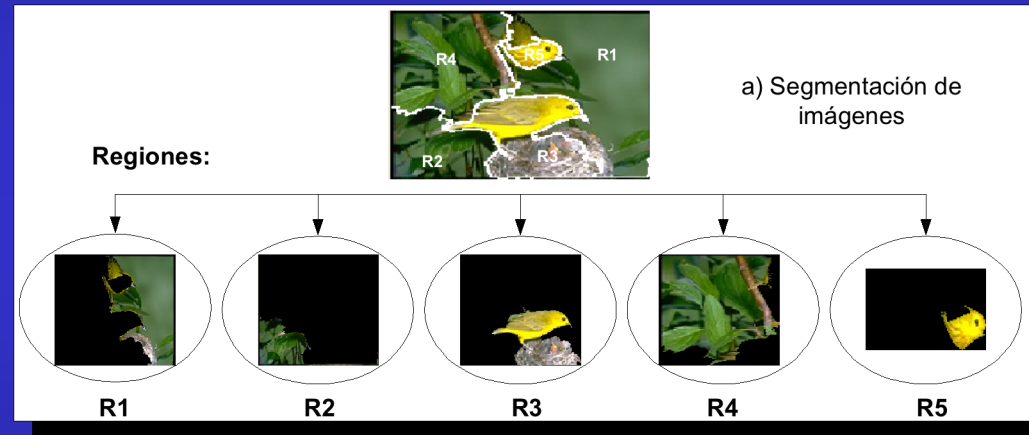 R4
R5
R1
a) Segmentación de
imágenes
Regiones:
R2
R3
R1
R2
R3
R4
R5